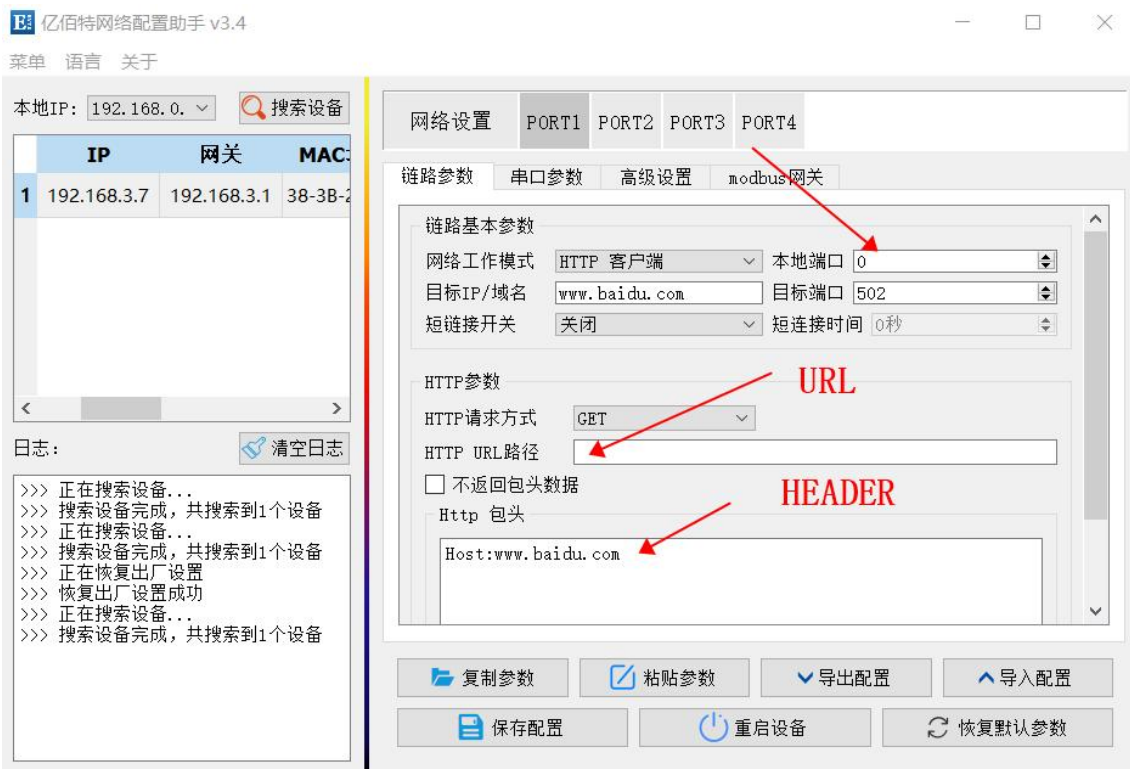 亿佰特网络配置助手 v3.4
菜单 语言 关于
本地IP: 192.168.0. 搜索设备
IP 网关 MAC
1 192.168.3.7 192.168.3.1 38-3B-2
日志: 清空日志
>>> 正在搜索设备...
>>> 搜索设备完成，共搜索到1个设备
>>> 正在搜索设备...
>>> 搜索设备完成，共搜索到1个设备
>>> 正在恢复出厂设置
>>> 恢复出厂设置成功
>>> 正在搜索设备...
>>> 搜索设备完成，共搜索到1个设备
网络设置 PORT1 PORT2 PORT3 PORT4
链路参数 串口参数 高级设置 modbus网关
链路基本参数
网络工作模式 HTTP 客户端 本地端口 0
目标IP/域名 www.baidu.com 目标端口 502
短链接开关 关闭 短连接时间 0秒
HTTP参数
URL
HTTP请求方式 GET
HTTP URL路径
不返回包头数据
HEADER
Http 包头
Host:www.baidu.com
复制参数 粘贴参数 导出配置 导入配置
保存配置 重启设备 恢复默认参数